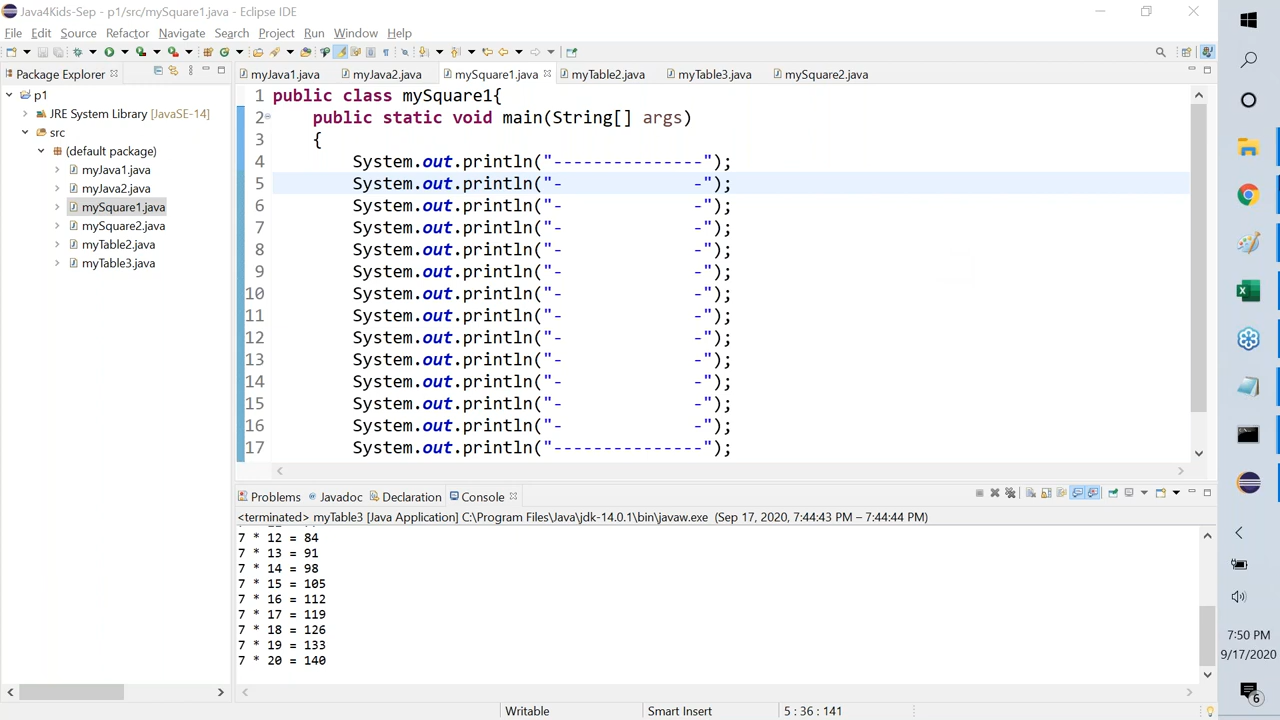 Java4Kids-Sep - p1/src/mySquare1.java - Eclipse IDE
File Edit Source Refactor Navigate Search Project Run Window Help
Package Explorer
myJava1.java myJava2.java mySquare1.java myTable2.java myTable3.java mySquare2.java
p1
JRE System Library [JavaSE-14]
src
(default package)
myJava1.java
myJava2.java
mySquare1.java
mySquare2.java
myTable2.java
myTable3.java
1 public class mySquare1{
2 public static void main(String[] args)
3 {
4 System.out.println("---------------");
5 System.out.println("-             -");
6 System.out.println("-             -");
7 System.out.println("-             -");
8 System.out.println("-             -");
9 System.out.println("-             -");
10 System.out.println("-             -");
11 System.out.println("-             -");
12 System.out.println("-             -");
13 System.out.println("-             -");
14 System.out.println("-             -");
15 System.out.println("-             -");
16 System.out.println("-             -");
17 System.out.println("---------------");
Problems Javadoc Declaration Console
<terminated> myTable3 [Java Application] C:\Program Files\Java\jdk-14.0.1\bin\javaw.exe (Sep 17, 2020, 7:44:43 PM – 7:44:44 PM)
7 * 12 = 84
7 * 13 = 91
7 * 14 = 98
7 * 15 = 105
7 * 16 = 112
7 * 17 = 119
7 * 18 = 126
7 * 19 = 133
7 * 20 = 140
Writable Smart Insert 5 : 36 : 141
7:50 PM
9/17/2020
6